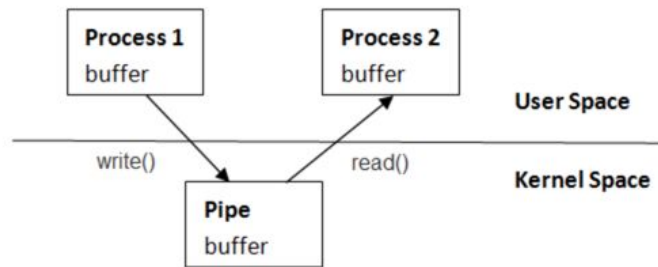 Process 1
buffer
Process 2
buffer
User Space
write()
read()
Kernel Space
Pipe
buffer